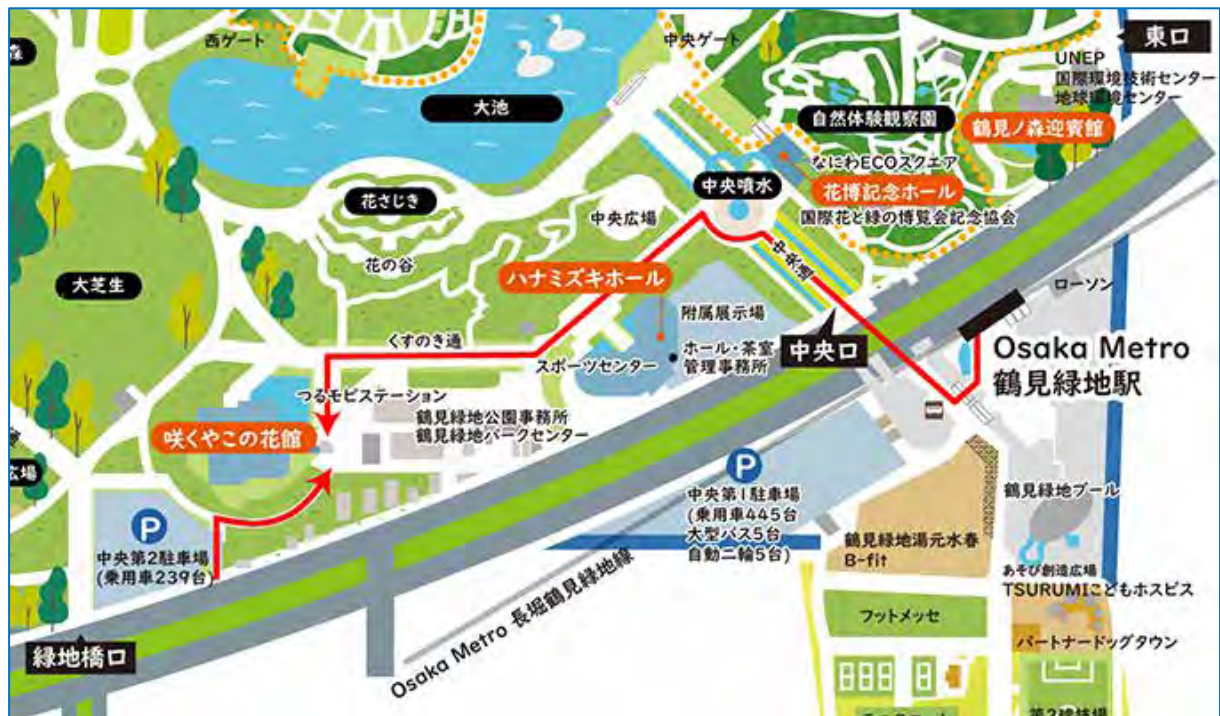 西ゲート
中央ゲート
東口
森
UNEP
国際環境技術センター
地球環境センター
大池
自然体験観察園
鶴見ノ森迎賓館
なにわECOスクエア
中央噴水
花博記念ホール
国際花と緑の博覧会記念協会
花さじき
中央広場
花の谷
中央通
大芝生
ハナミズキホール
ローソン
附属展示場
くすのき通
スポーツセンター
ホール・茶室
管理事務所
中央口
Osaka Metro
鶴見緑地駅
つるモビステーション
鶴見緑地公園事務所
鶴見緑地パークセンター
咲くやこの花館
広場
P
中央第1駐車場
(乗用車445台
大型バス5台
自動二輪5台)
鶴見緑地プール
P
中央第2駐車場
(乗用車239台)
鶴見緑地湯元水春
B-fit
あそび創造広場
TSURUMIこどもホスピス
Osaka Metro 長堀鶴見緑地線
フットメッセ
パートナードッグタウン
緑地橋口